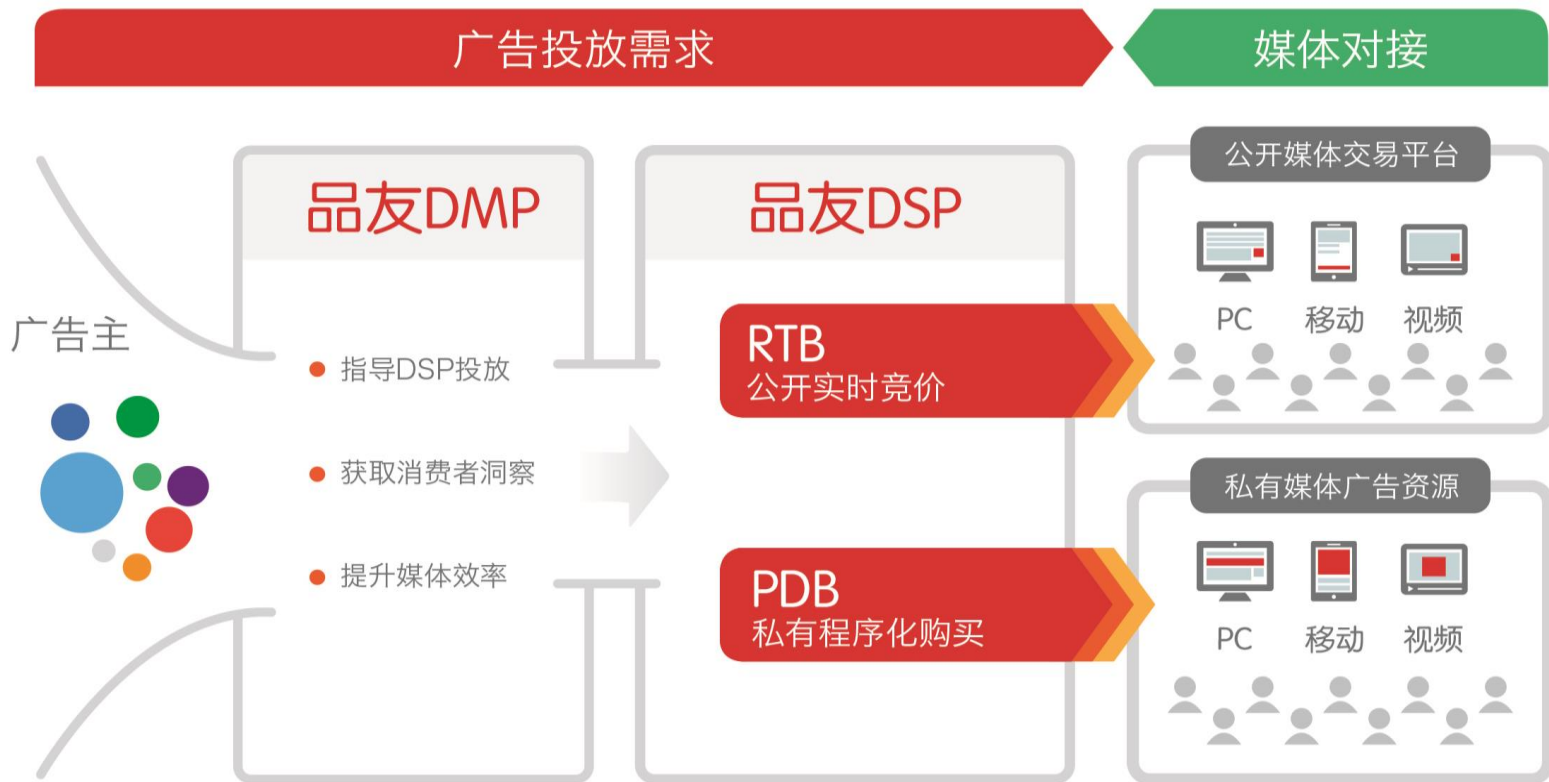 广告投放需求
媒体对接
广告主
品友DMP
指导DSP投放
获取消费者洞察
提升媒体效率
品友DSP
RTB
公开实时竞价
PDB
私有程序化购买
公开媒体交易平台
PC 移动 视频
私有媒体广告资源
PC 移动 视频